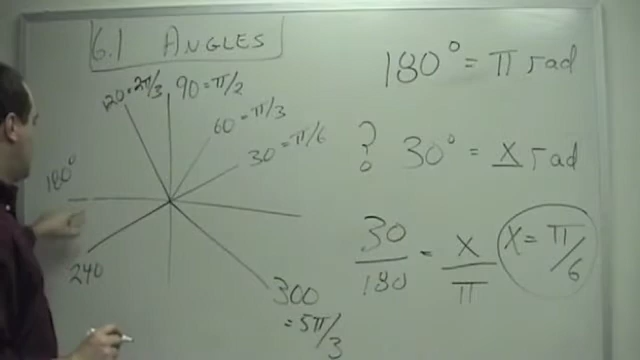 6.1 ANGLES
120=2π/3
90=π/2
60=π/3
30=π/6
180°
240
300
=5π/3
180°=π rad
? 30°=x rad
30/180=x/π
x=π/6